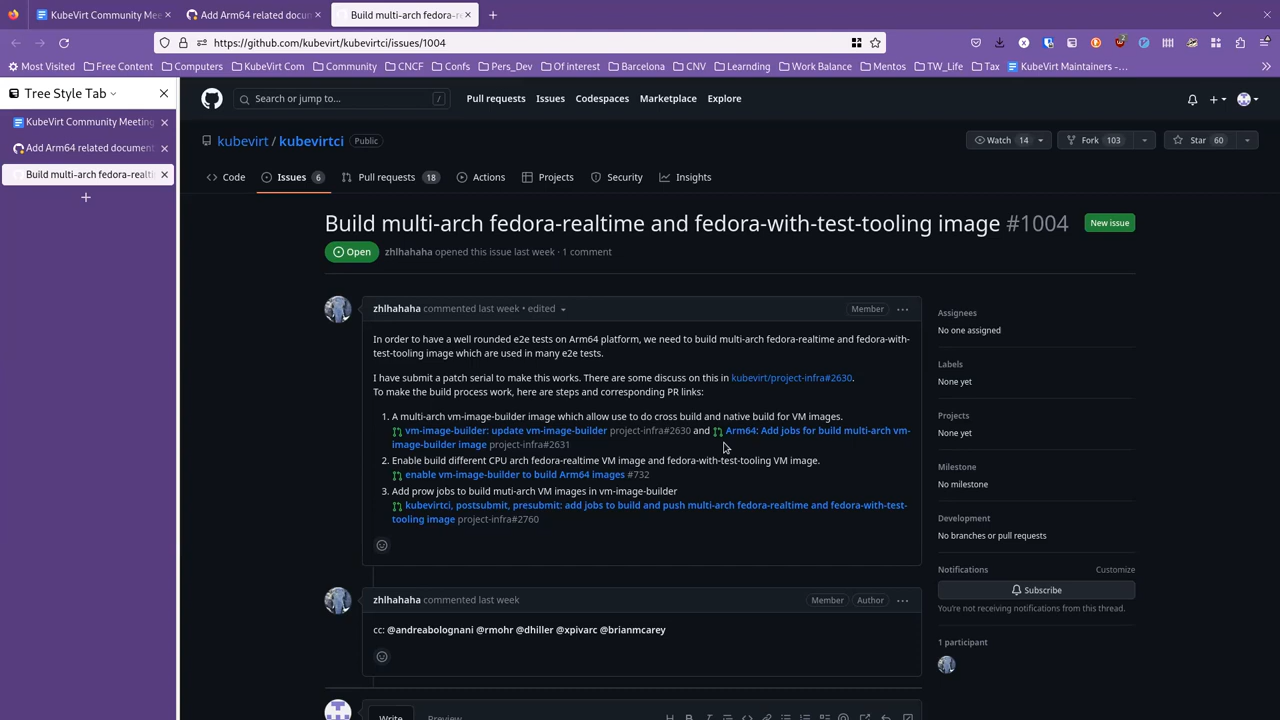 KubeVirt Community Mee
Add Arm64 related docum
Build multi-arch fedora-r
https://github.com/kubevirt/kubevirtci/issues/1004
Most Visited Free Content Computers KubeVirt Com Community CNCF Confs Pers_Dev Of interest Barcelona CNV Learnding Work Balance Mentos TW_Life Tax KubeVirt Maintainers -…
Tree Style Tab
KubeVirt Community Meeting
Add Arm64 related document
Build multi-arch fedora-realti
Search or jump to... /
Pull requests Issues Codespaces Marketplace Explore
kubevirt / kubevirtci Public
Watch 14 Fork 103 Star 60
Code Issues 6 Pull requests 18 Actions Projects Security Insights
Build multi-arch fedora-realtime and fedora-with-test-tooling image #1004
New issue
Open zhlhahaha opened this issue last week · 1 comment
zhlhahaha commented last week • edited Member
In order to have a well rounded e2e tests on Arm64 platform, we need to build multi-arch fedora-realtime and fedora-with-
test-tooling image which are used in many e2e tests.
I have submit a patch serial to make this works. There are some discuss on this in kubevirt/project-infra#2630.
To make the build process work, here are steps and corresponding PR links:
1. A multi-arch vm-image-builder image which allow use to do cross build and native build for VM images.
vm-image-builder: update vm-image-builder project-infra#2630 and Arm64: Add jobs for build multi-arch vm-
image-builder image project-infra#2631
2. Enable build different CPU arch fedora-realtime VM image and fedora-with-test-tooling VM image.
enable vm-image-builder to build Arm64 images #732
3. Add prow jobs to build muti-arch VM images in vm-image-builder
kubevirtci, postsubmit, presubmit: add jobs to build and push multi-arch fedora-realtime and fedora-with-test-
tooling image project-infra#2760
zhlhahaha commented last week Member Author
cc: @andreabolognani @rmohr @dhiller @xpivarc @brianmcarey
Write Preview
Assignees
No one assigned
Labels
None yet
Projects
None yet
Milestone
No milestone
Development
No branches or pull requests
Notifications Customize
Subscribe
You're not receiving notifications from this thread.
1 participant